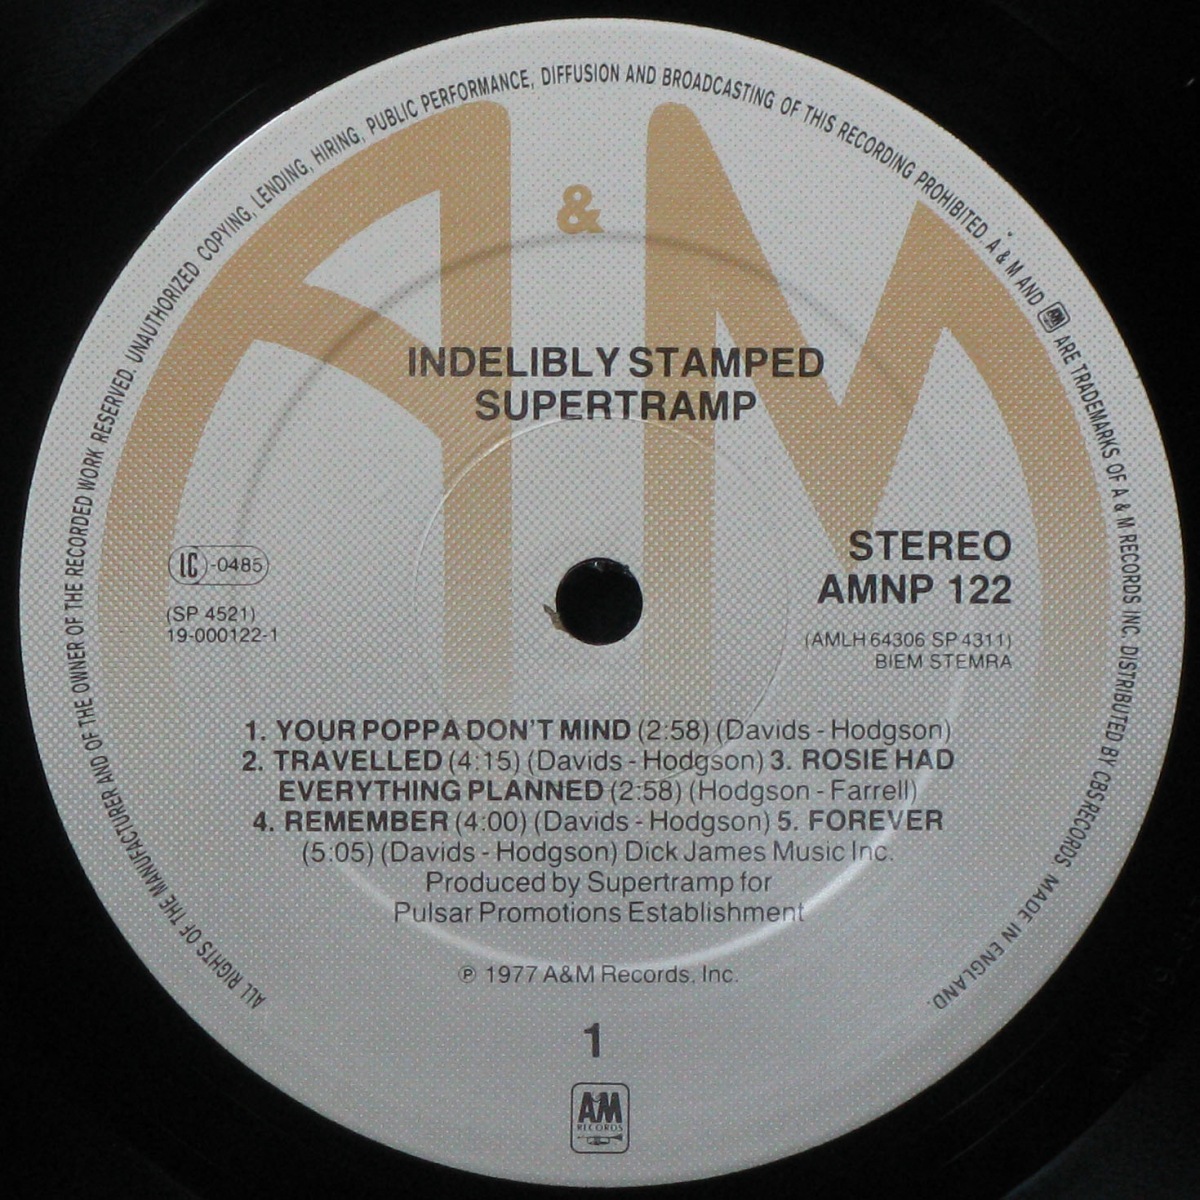 ALL RIGHTS OF THE MANUFACTURER AND OF THE OWNER OF THE RECORDED WORK RESERVED. UNAUTHORIZED COPYING, LENDING, HIRING, PUBLIC PERFORMANCE, DIFFUSION AND BROADCASTING OF THIS RECORDING PROHIBITED. A & M AND AM ARE TRADEMARKS OF A & M RECORDS INC. DISTRIBUTED BY CBS RECORDS. MADE IN ENGLAND.
A & M
INDELIBLY STAMPED
SUPERTRAMP
LC-0485
(SP 4521)
19-000122-1
STEREO
AMNP 122
(AMLH 64306 SP 4311)
BIEM STEMRA
1. YOUR POPPA DON'T MIND (2:58) (Davids - Hodgson)
2. TRAVELLED (4:15) (Davids - Hodgson) 3. ROSIE HAD
EVERYTHING PLANNED (2:58) (Hodgson - Farrell)
4. REMEMBER (4:00) (Davids - Hodgson) 5. FOREVER
(5:05) (Davids - Hodgson) Dick James Music Inc.
Produced by Supertramp for
Pulsar Promotions Establishment
℗ 1977 A&M Records, Inc.
1
AM
RECORDS